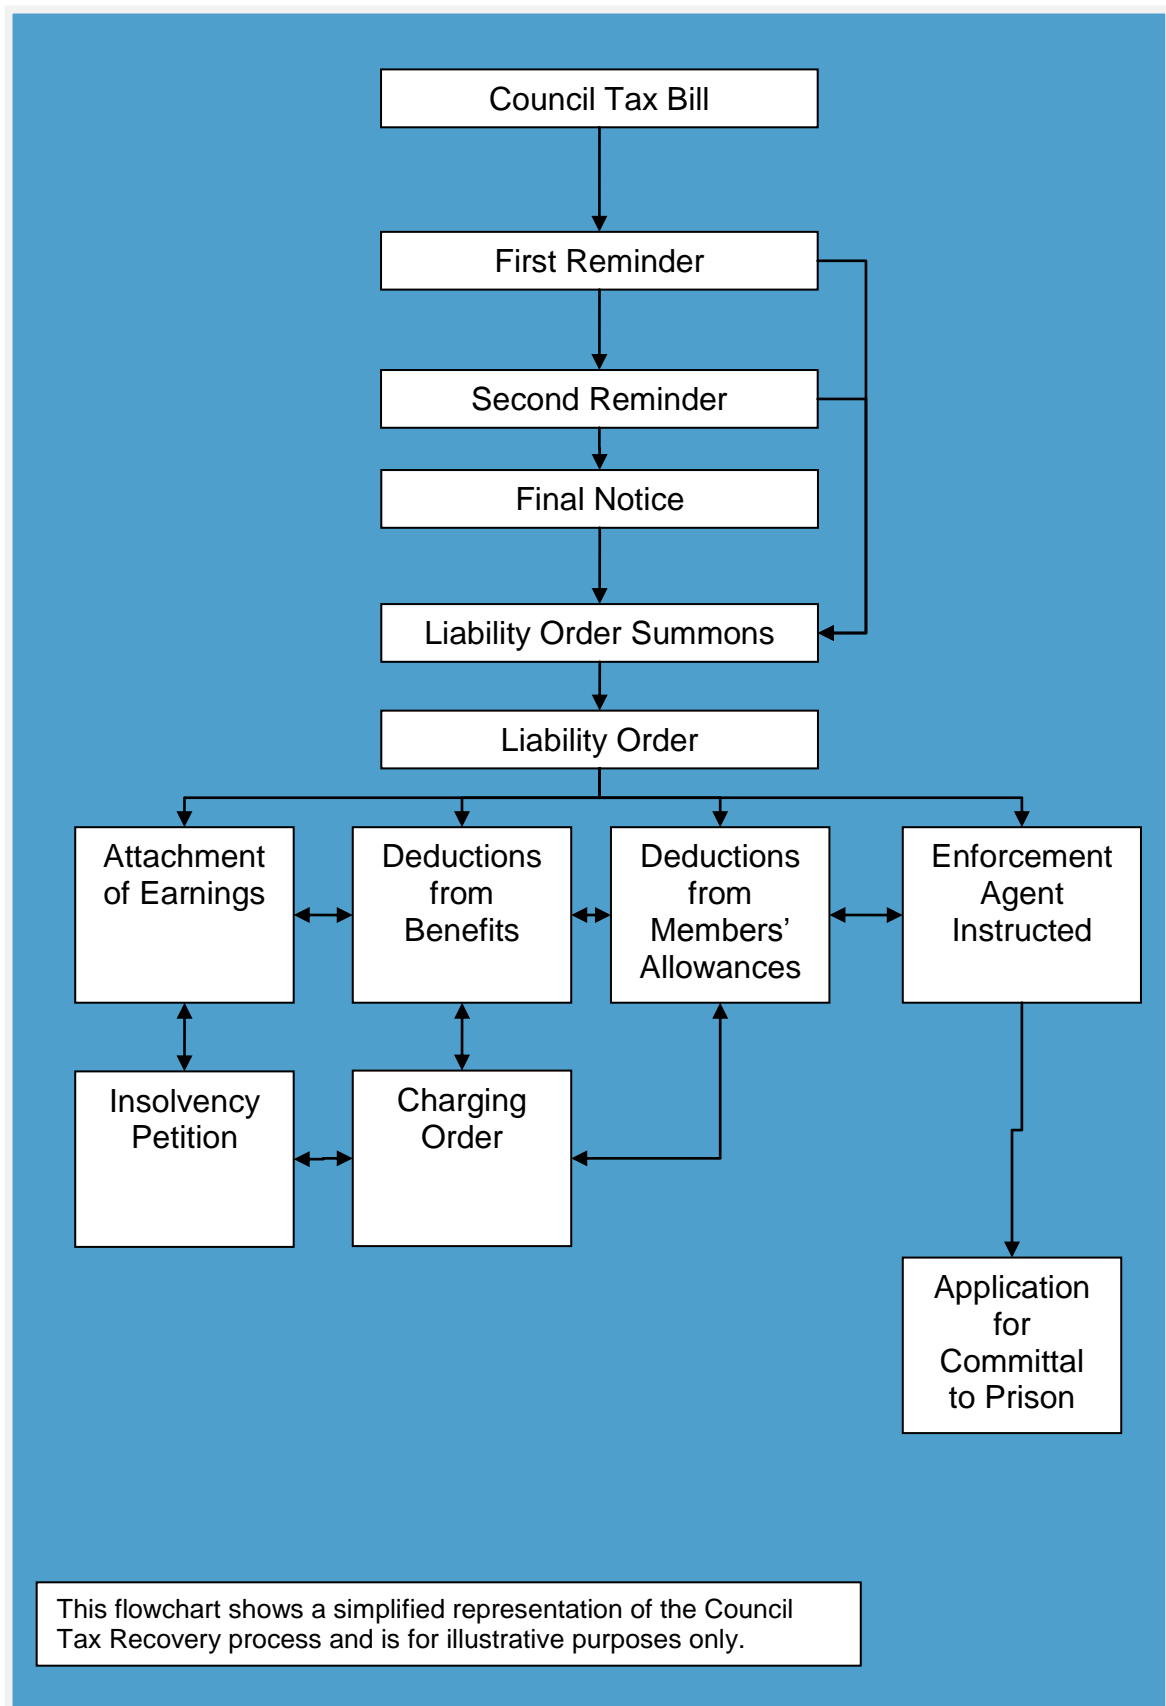 Council Tax Bill
First Reminder
Second Reminder
Final Notice
Liability Order Summons
Liability Order
Attachment
of Earnings
Deductions
from
Benefits
Deductions
from
Members’
Allowances
Enforcement
Agent
Instructed
Insolvency
Petition
Charging
Order
Application
for
Committal
to Prison
This flowchart shows a simplified representation of the Council
Tax Recovery process and is for illustrative purposes only.